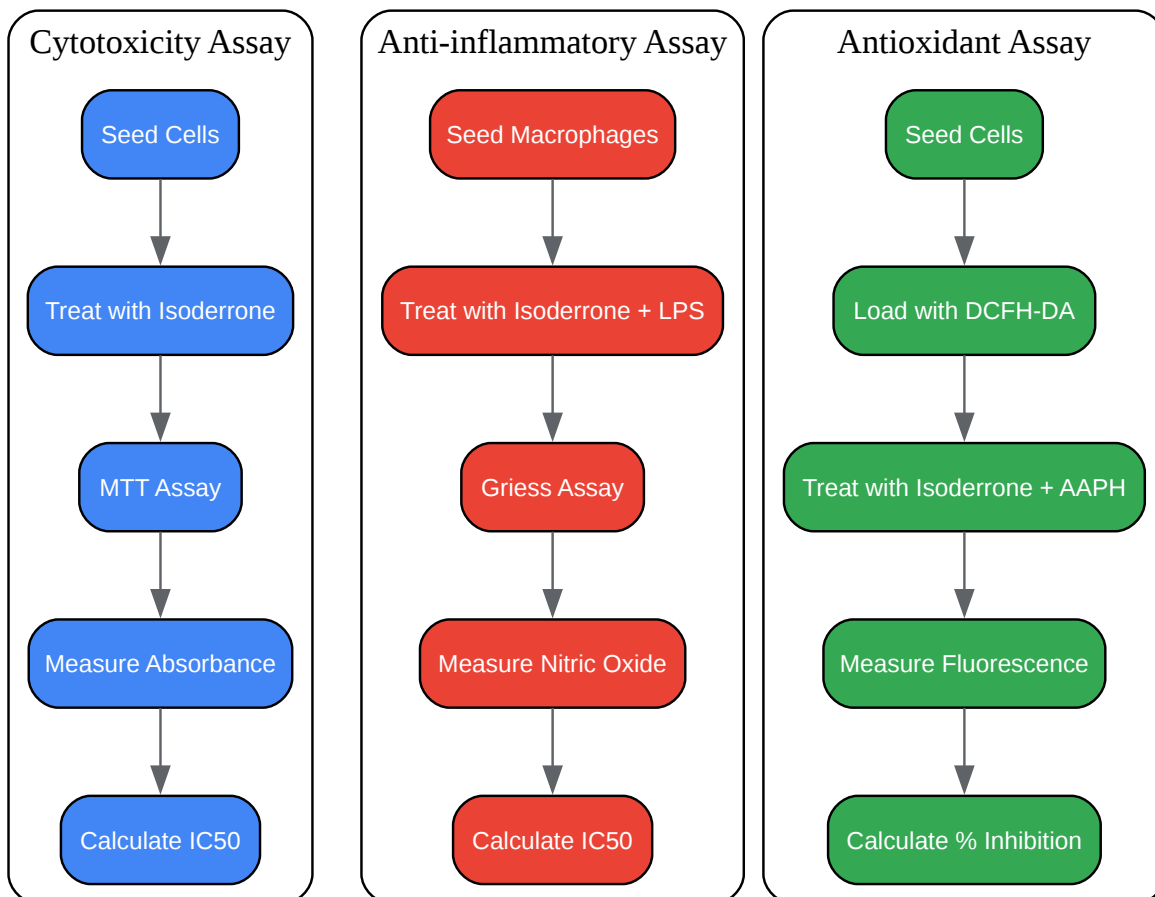 Cytotoxicity Assay
Seed Cells
Treat with Isoderrone
MTT Assay
Measure Absorbance
Calculate IC50
Anti-inflammatory Assay
Seed Macrophages
Treat with Isoderrone + LPS
Griess Assay
Measure Nitric Oxide
Calculate IC50
Antioxidant Assay
Seed Cells
Load with DCFH-DA
Treat with Isoderrone + AAPH
Measure Fluorescence
Calculate % Inhibition